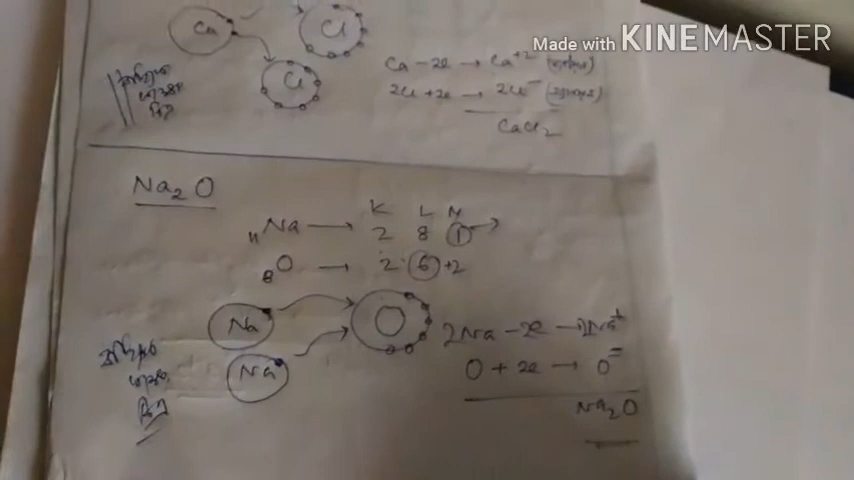 Made with KINEMASTER
Ca Cl
Cl
Ca - 2e → Ca⁺²
2Cl + 2e → 2Cl⁻
CaCl₂
Na₂O
K L N
₁₁Na → 2 8 1 →
₈O → 2 6 +2
Na O
Na
2Na - 2e → 2Na⁺
O + 2e → O⁼
Na₂O